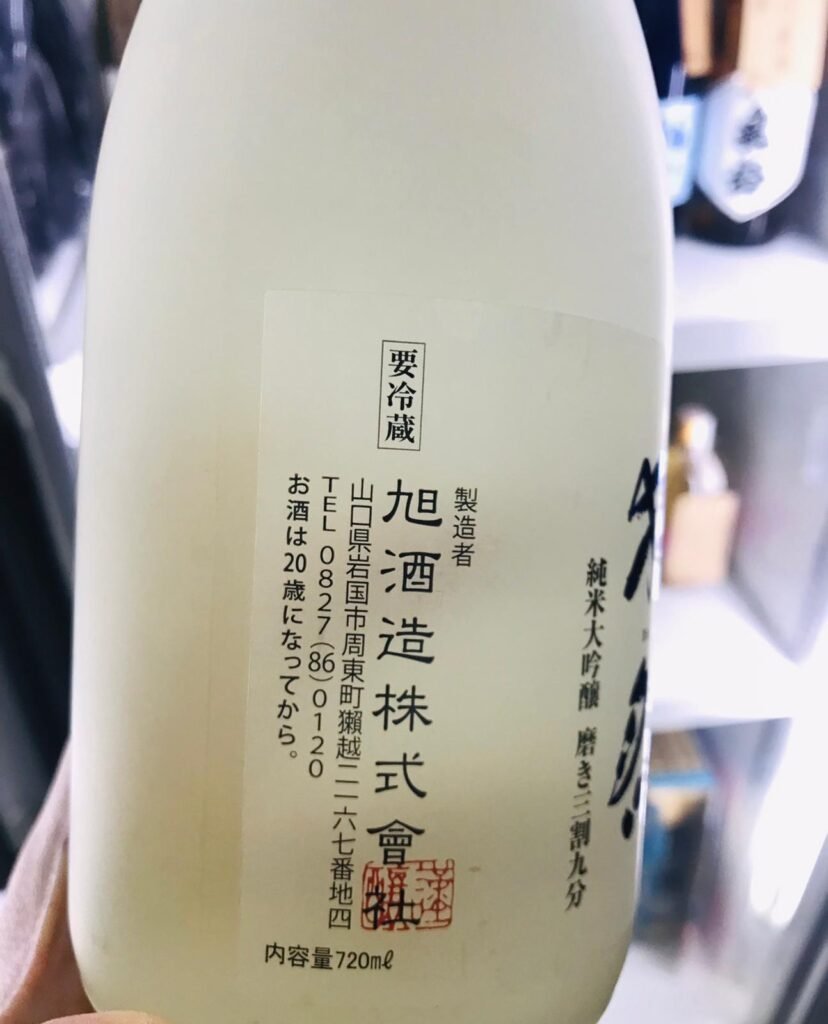 純米大吟醸 磨き三割九分
要冷蔵
製造者
旭酒造株式會社
山口県岩国市周東町獺越二一六七番地四
TEL 0827(86)0120
お酒は20歳になってから。
内容量720mℓ